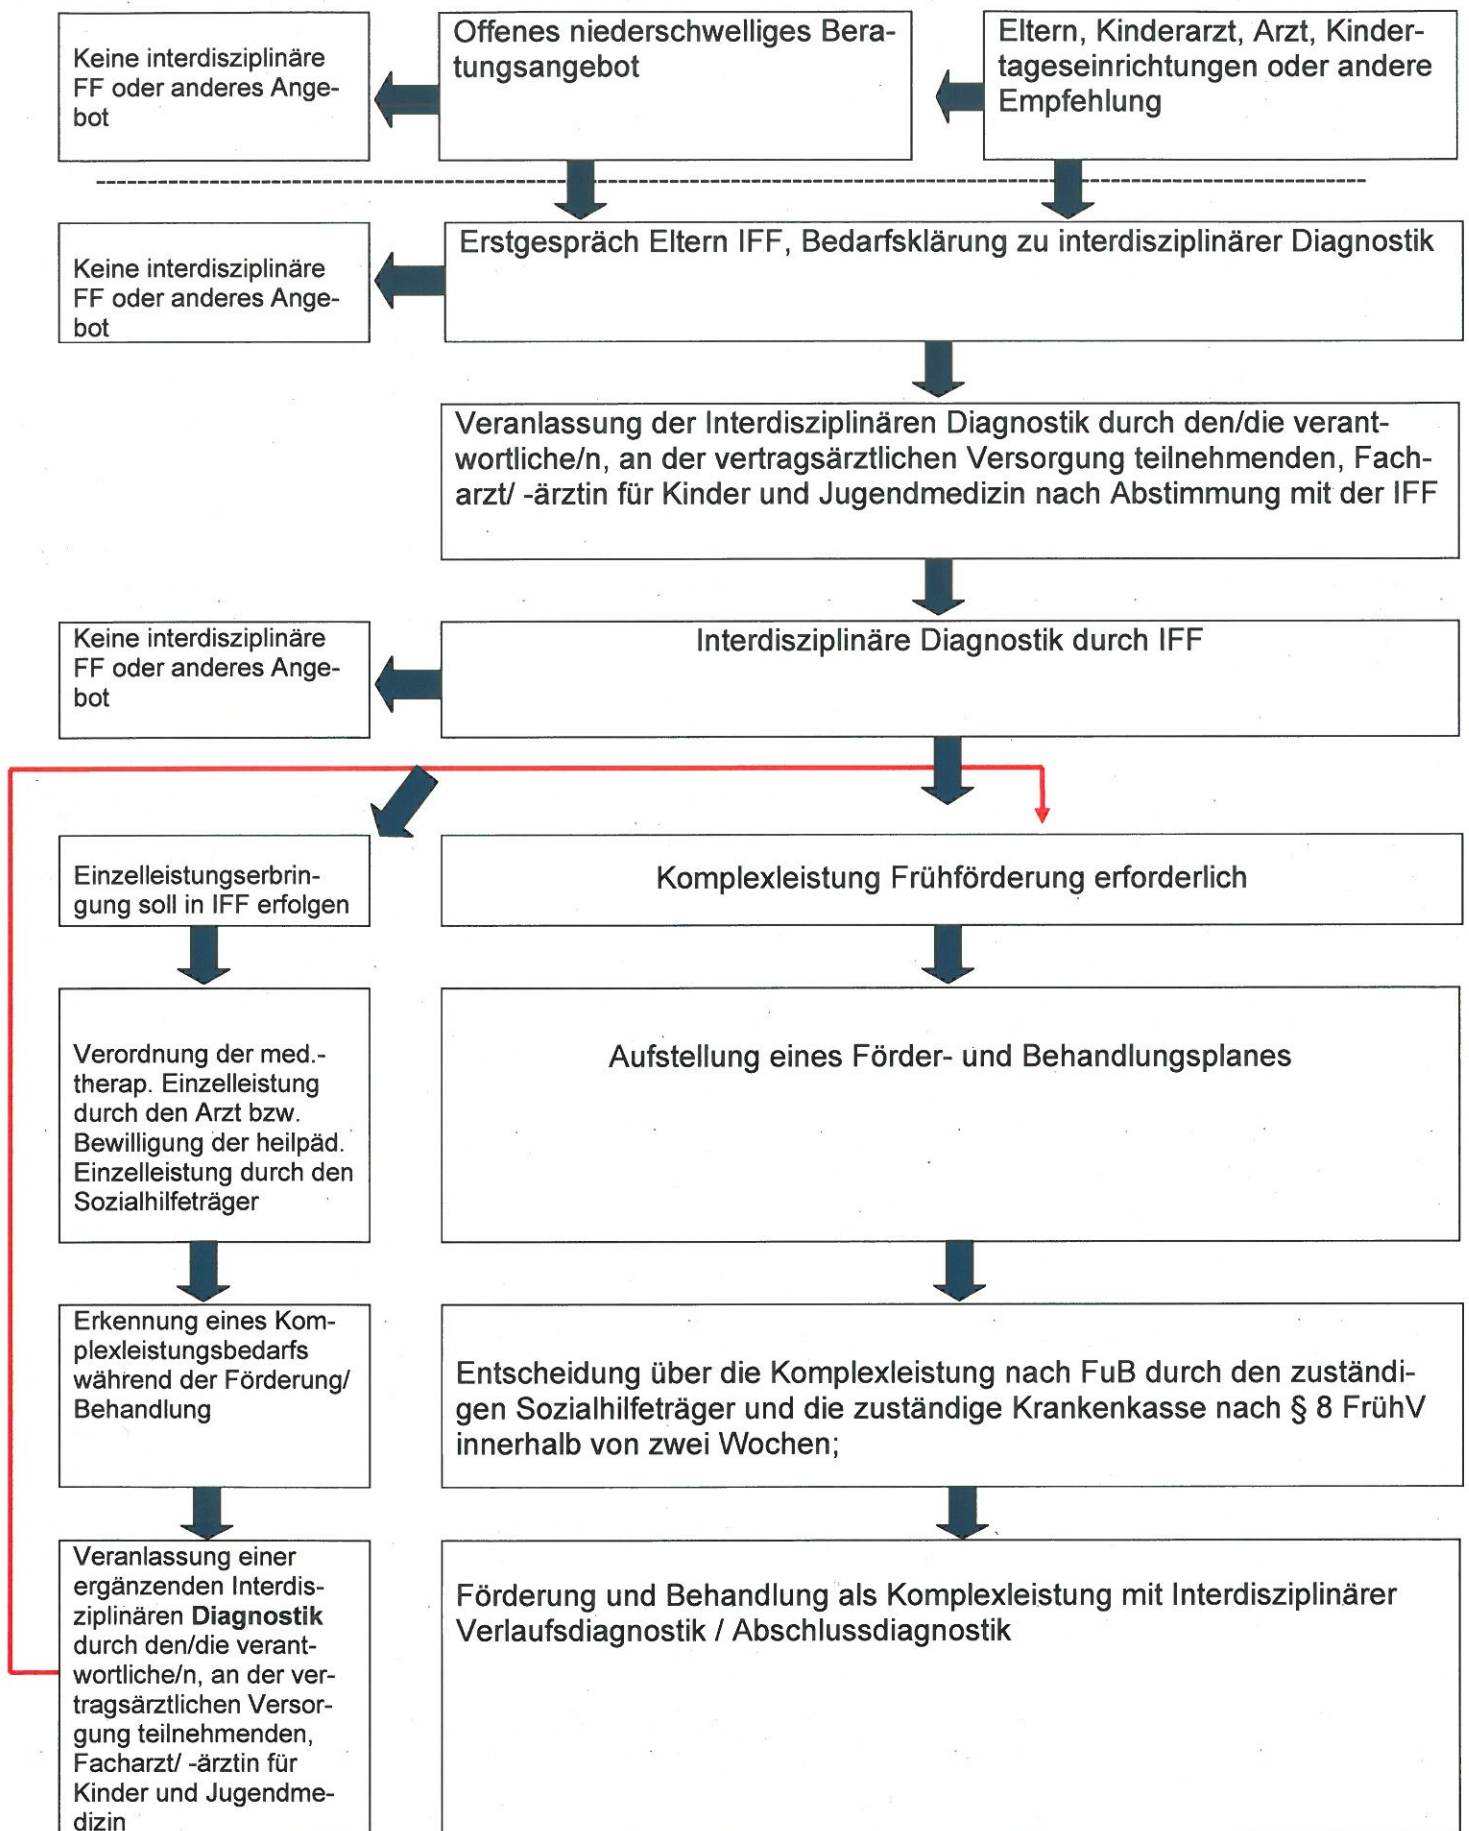 Keine interdisziplinäre
FF oder anderes Ange-
bot
Offenes niederschwelliges Bera-
tungsangebot
Eltern, Kinderarzt, Arzt, Kinder-
tageseinrichtungen oder andere
Empfehlung
Keine interdisziplinäre
FF oder anderes Ange-
bot
Erstgespräch Eltern IFF, Bedarfsklärung zu interdisziplinärer Diagnostik
Veranlassung der Interdisziplinären Diagnostik durch den/die verant-
wortliche/n, an der vertragsärztlichen Versorgung teilnehmenden, Fach-
arzt/ -ärztin für Kinder und Jugendmedizin nach Abstimmung mit der IFF
Keine interdisziplinäre
FF oder anderes Ange-
bot
Interdisziplinäre Diagnostik durch IFF
Einzelleistungserbrin-
gung soll in IFF erfolgen
Komplexleistung Frühförderung erforderlich
Verordnung der med.-
therap. Einzelleistung
durch den Arzt bzw.
Bewilligung der heilpäd.
Einzelleistung durch den
Sozialhilfeträger
Aufstellung eines Förder- und Behandlungsplanes
Erkennung eines Kom-
plexleistungsbedarfs
während der Förderung/
Behandlung
Entscheidung über die Komplexleistung nach FuB durch den zuständi-
gen Sozialhilfeträger und die zuständige Krankenkasse nach § 8 FrühV
innerhalb von zwei Wochen;
Veranlassung einer
ergänzenden Interdis-
ziplinären Diagnostik
durch den/die verant-
wortliche/n, an der ver-
tragsärztlichen Versor-
gung teilnehmenden,
Facharzt/ -ärztin für
Kinder und Jugendme-
dizin
Förderung und Behandlung als Komplexleistung mit Interdisziplinärer
Verlaufsdiagnostik / Abschlussdiagnostik